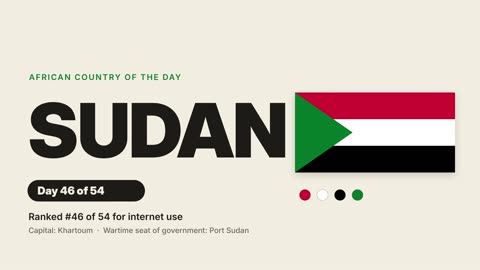 AFRICAN COUNTRY OF THE DAY
SUDAN
Day 46 of 54
Ranked #46 of 54 for internet use
Capital: Khartoum · Wartime seat of government: Port Sudan